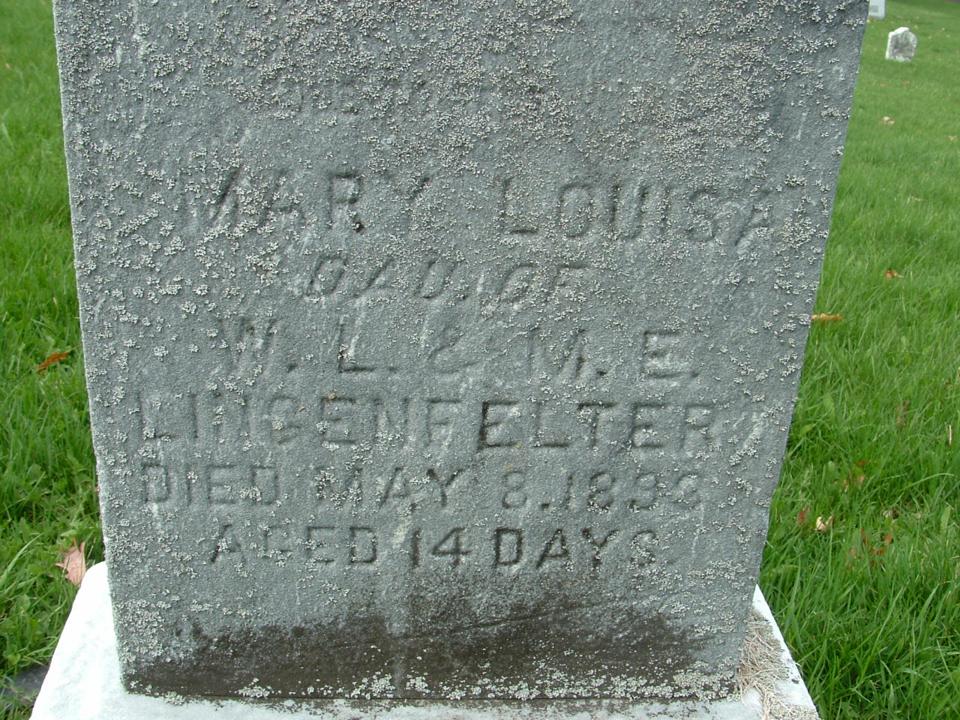 MARY LOUISA
DAU. OF
W. L. & M. E.
LINGENFELTER
DIED MAY 8. 1893
AGED 14 DAYS.